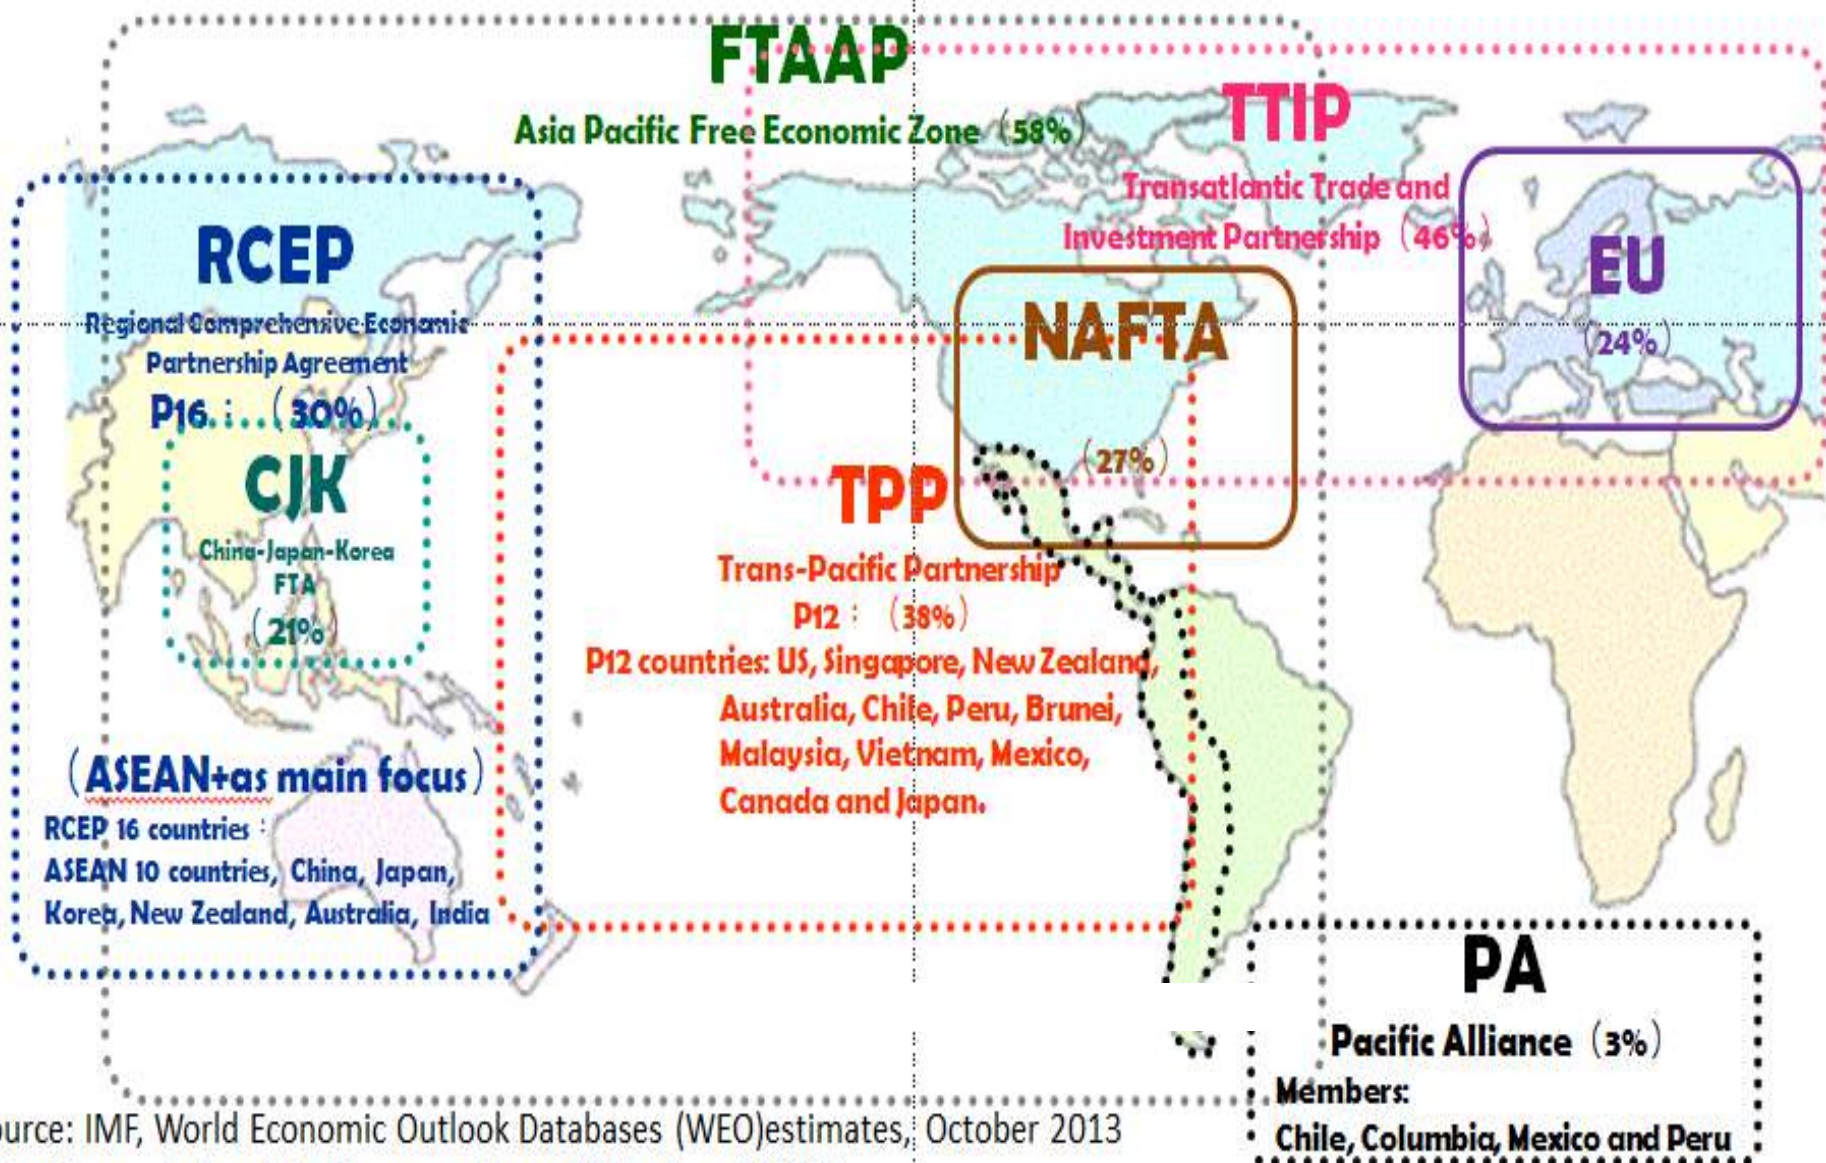 FTAAP
Asia Pacific Free Economic Zone (58%)
TTIP
Transatlantic Trade and
Investment Partnership (46%)
EU
(24%)
RCEP
Regional Comprehensive Economic
Partnership Agreement
P16: (30%)
CJK
China-Japan-Korea
FTA
(21%)
(ASEAN+as main focus)
RCEP 16 countries:
ASEAN 10 countries, China, Japan,
Korea, New Zealand, Australia, India
NAFTA
(27%)
TPP
Trans-Pacific Partnership
P12: (38%)
P12 countries: US, Singapore, New Zealand,
Australia, Chile, Peru, Brunei,
Malaysia, Vietnam, Mexico,
Canada and Japan.
PA
Pacific Alliance (3%)
Members:
Chile, Columbia, Mexico and Peru
ource: IMF, World Economic Outlook Databases (WEO)estimates, October 2013